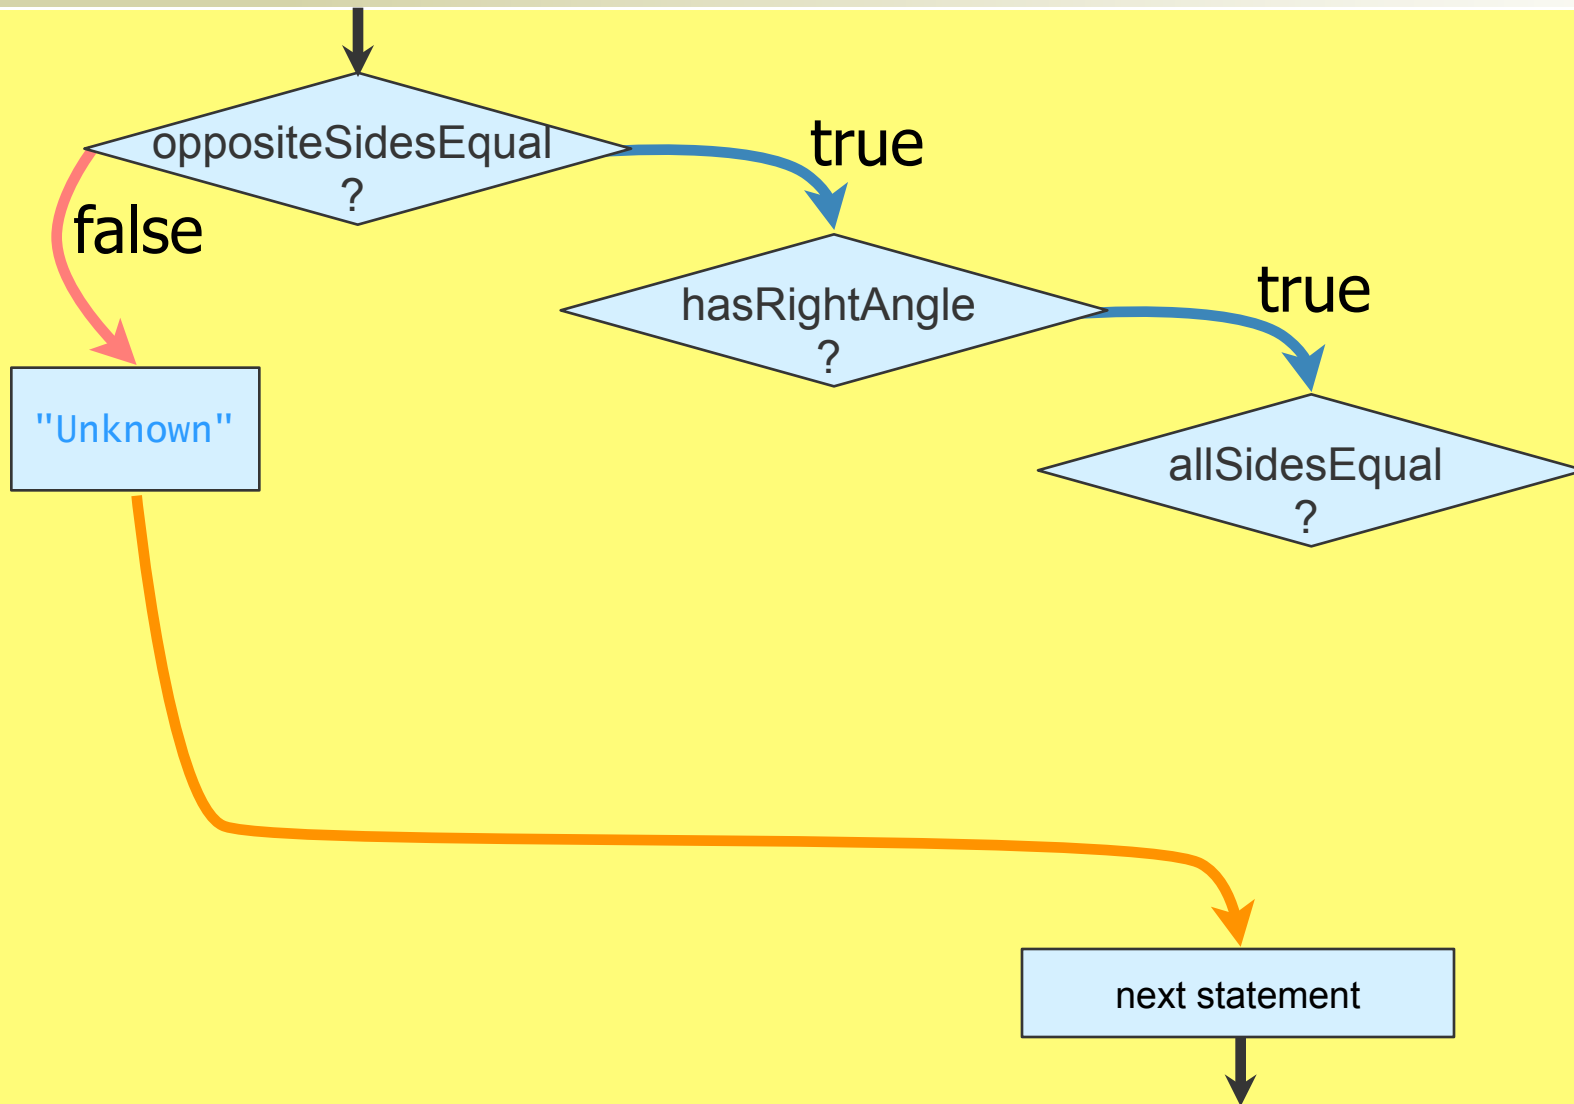 oppositeSidesEqual
?
true
false
hasRightAngle
?
true
"Unknown"
allSidesEqual
?
next statement